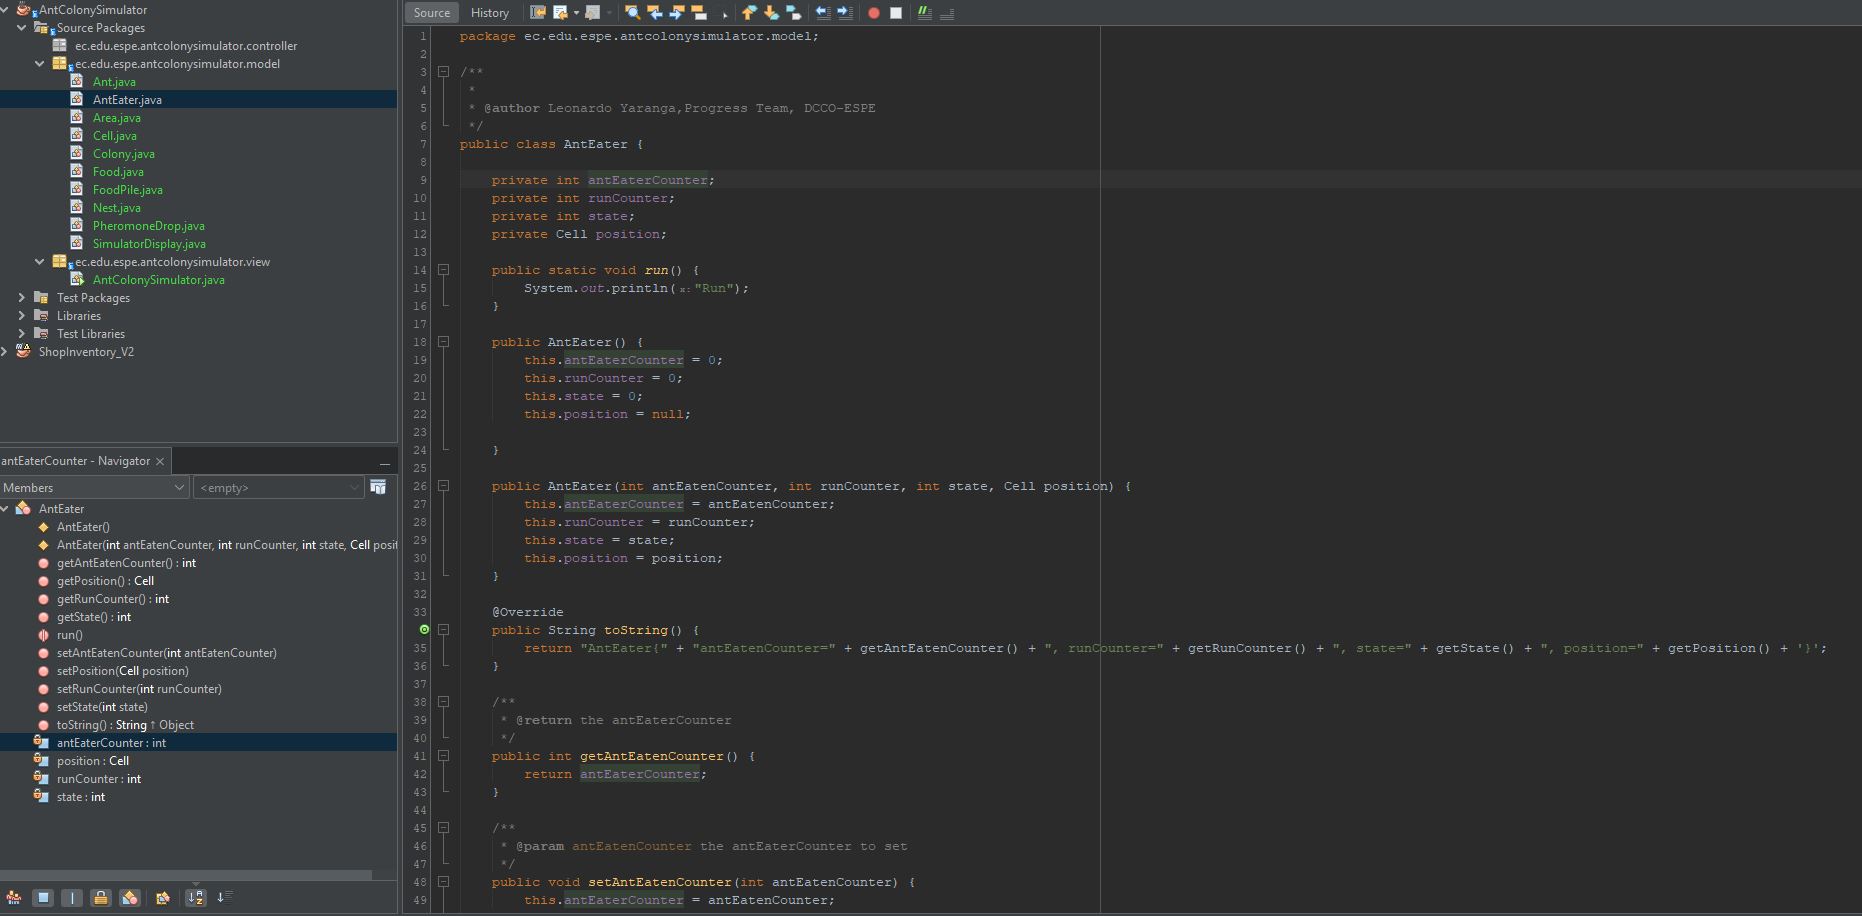 AntColonySimulator
Source Packages
ec.edu.espe.antcolonysimulator.controller
ec.edu.espe.antcolonysimulator.model
Ant.java
AntEater.java
Area.java
Cell.java
Colony.java
Food.java
FoodPile.java
Nest.java
PheromoneDrop.java
SimulatorDisplay.java
ec.edu.espe.antcolonysimulator.view
AntColonySimulator.java
Test Packages
Libraries
Test Libraries
ShopInventory_V2
antEaterCounter - Navigator ×
Members <empty>
AntEater
AntEater()
AntEater(int antEatenCounter, int runCounter, int state, Cell posit
getAntEatenCounter() : int
getPosition() : Cell
getRunCounter() : int
getState() : int
run()
setAntEatenCounter(int antEatenCounter)
setPosition(Cell position)
setRunCounter(int runCounter)
setState(int state)
toString() : String ↑ Object
antEaterCounter : int
position : Cell
runCounter : int
state : int
Source History
1 package ec.edu.espe.antcolonysimulator.model;
2
3 /**
4 *
5 * @author Leonardo Yaranga,Progress Team, DCCO-ESPE
6 */
7 public class AntEater {
8
9 private int antEaterCounter;
10 private int runCounter;
11 private int state;
12 private Cell position;
13
14 public static void run() {
15 System.out.println(x:"Run");
16 }
17
18 public AntEater() {
19 this.antEaterCounter = 0;
20 this.runCounter = 0;
21 this.state = 0;
22 this.position = null;
23
24 }
25
26 public AntEater(int antEatenCounter, int runCounter, int state, Cell position) {
27 this.antEaterCounter = antEatenCounter;
28 this.runCounter = runCounter;
29 this.state = state;
30 this.position = position;
31 }
32
33 @Override
public String toString() {
35 return "AntEater{" + "antEatenCounter=" + getAntEatenCounter() + ", runCounter=" + getRunCounter() + ", state=" + getState() + ", position=" + getPosition() + '}';
36 }
37
38 /**
39 * @return the antEaterCounter
40 */
41 public int getAntEatenCounter() {
42 return antEaterCounter;
43 }
44
45 /**
46 * @param antEatenCounter the antEaterCounter to set
47 */
48 public void setAntEatenCounter(int antEatenCounter) {
49 this.antEaterCounter = antEatenCounter;